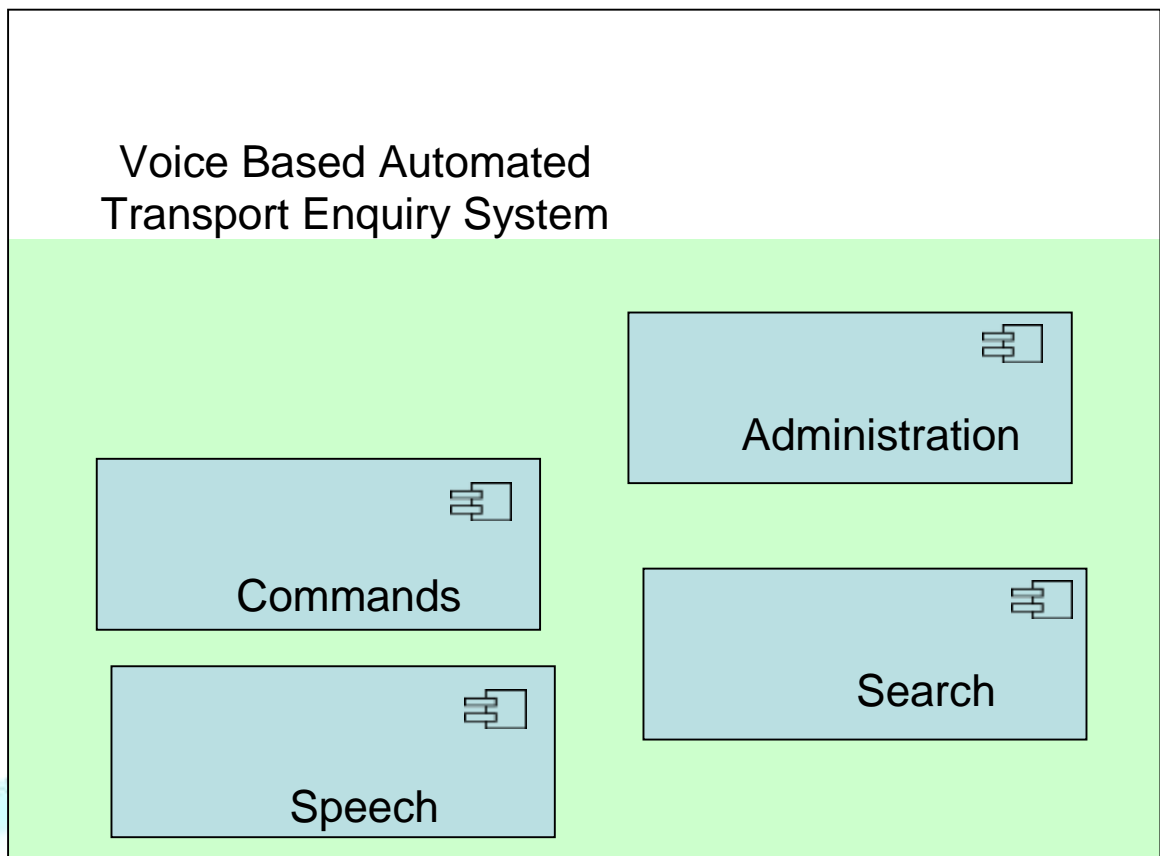 Voice Based Automated
Transport Enquiry System
Administration
Commands
Search
Speech